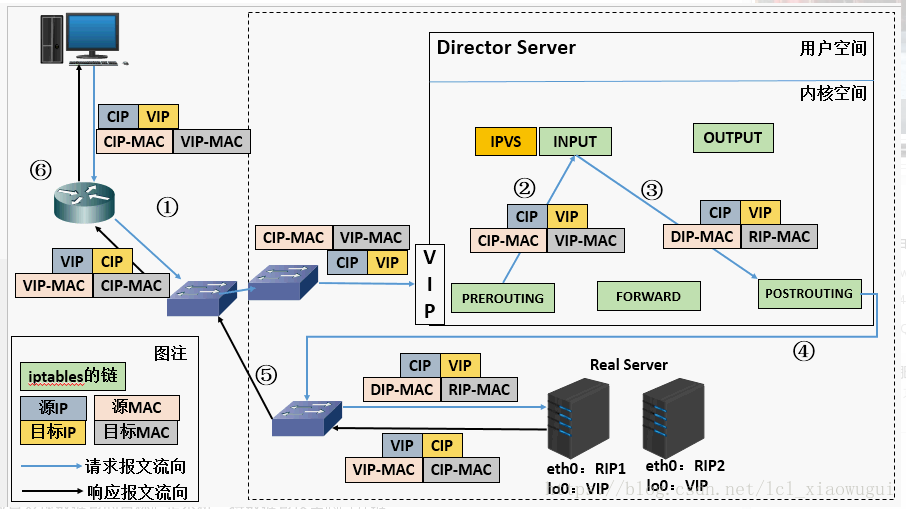 Director Server
用户空间
内核空间
CIP VIP
CIP-MAC VIP-MAC
IPVS INPUT
OUTPUT
⑥
①
②
③
CIP VIP
CIP-MAC VIP-MAC
CIP VIP
DIP-MAC RIP-MAC
CIP-MAC VIP-MAC
CIP VIP
VIP CIP
VIP-MAC CIP-MAC
VIP
PREROUTING
FORWARD
POSTROUTING
④
图注
iptables的链
源IP 源MAC
目标IP 目标MAC
请求报文流向
响应报文流向
⑤
CIP VIP
DIP-MAC RIP-MAC
VIP CIP
VIP-MAC CIP-MAC
Real Server
eth0：RIP1
lo0：VIP
eth0：RIP2
lo0：VIP
http://blog.csdn.net/lcl_xiaowugui